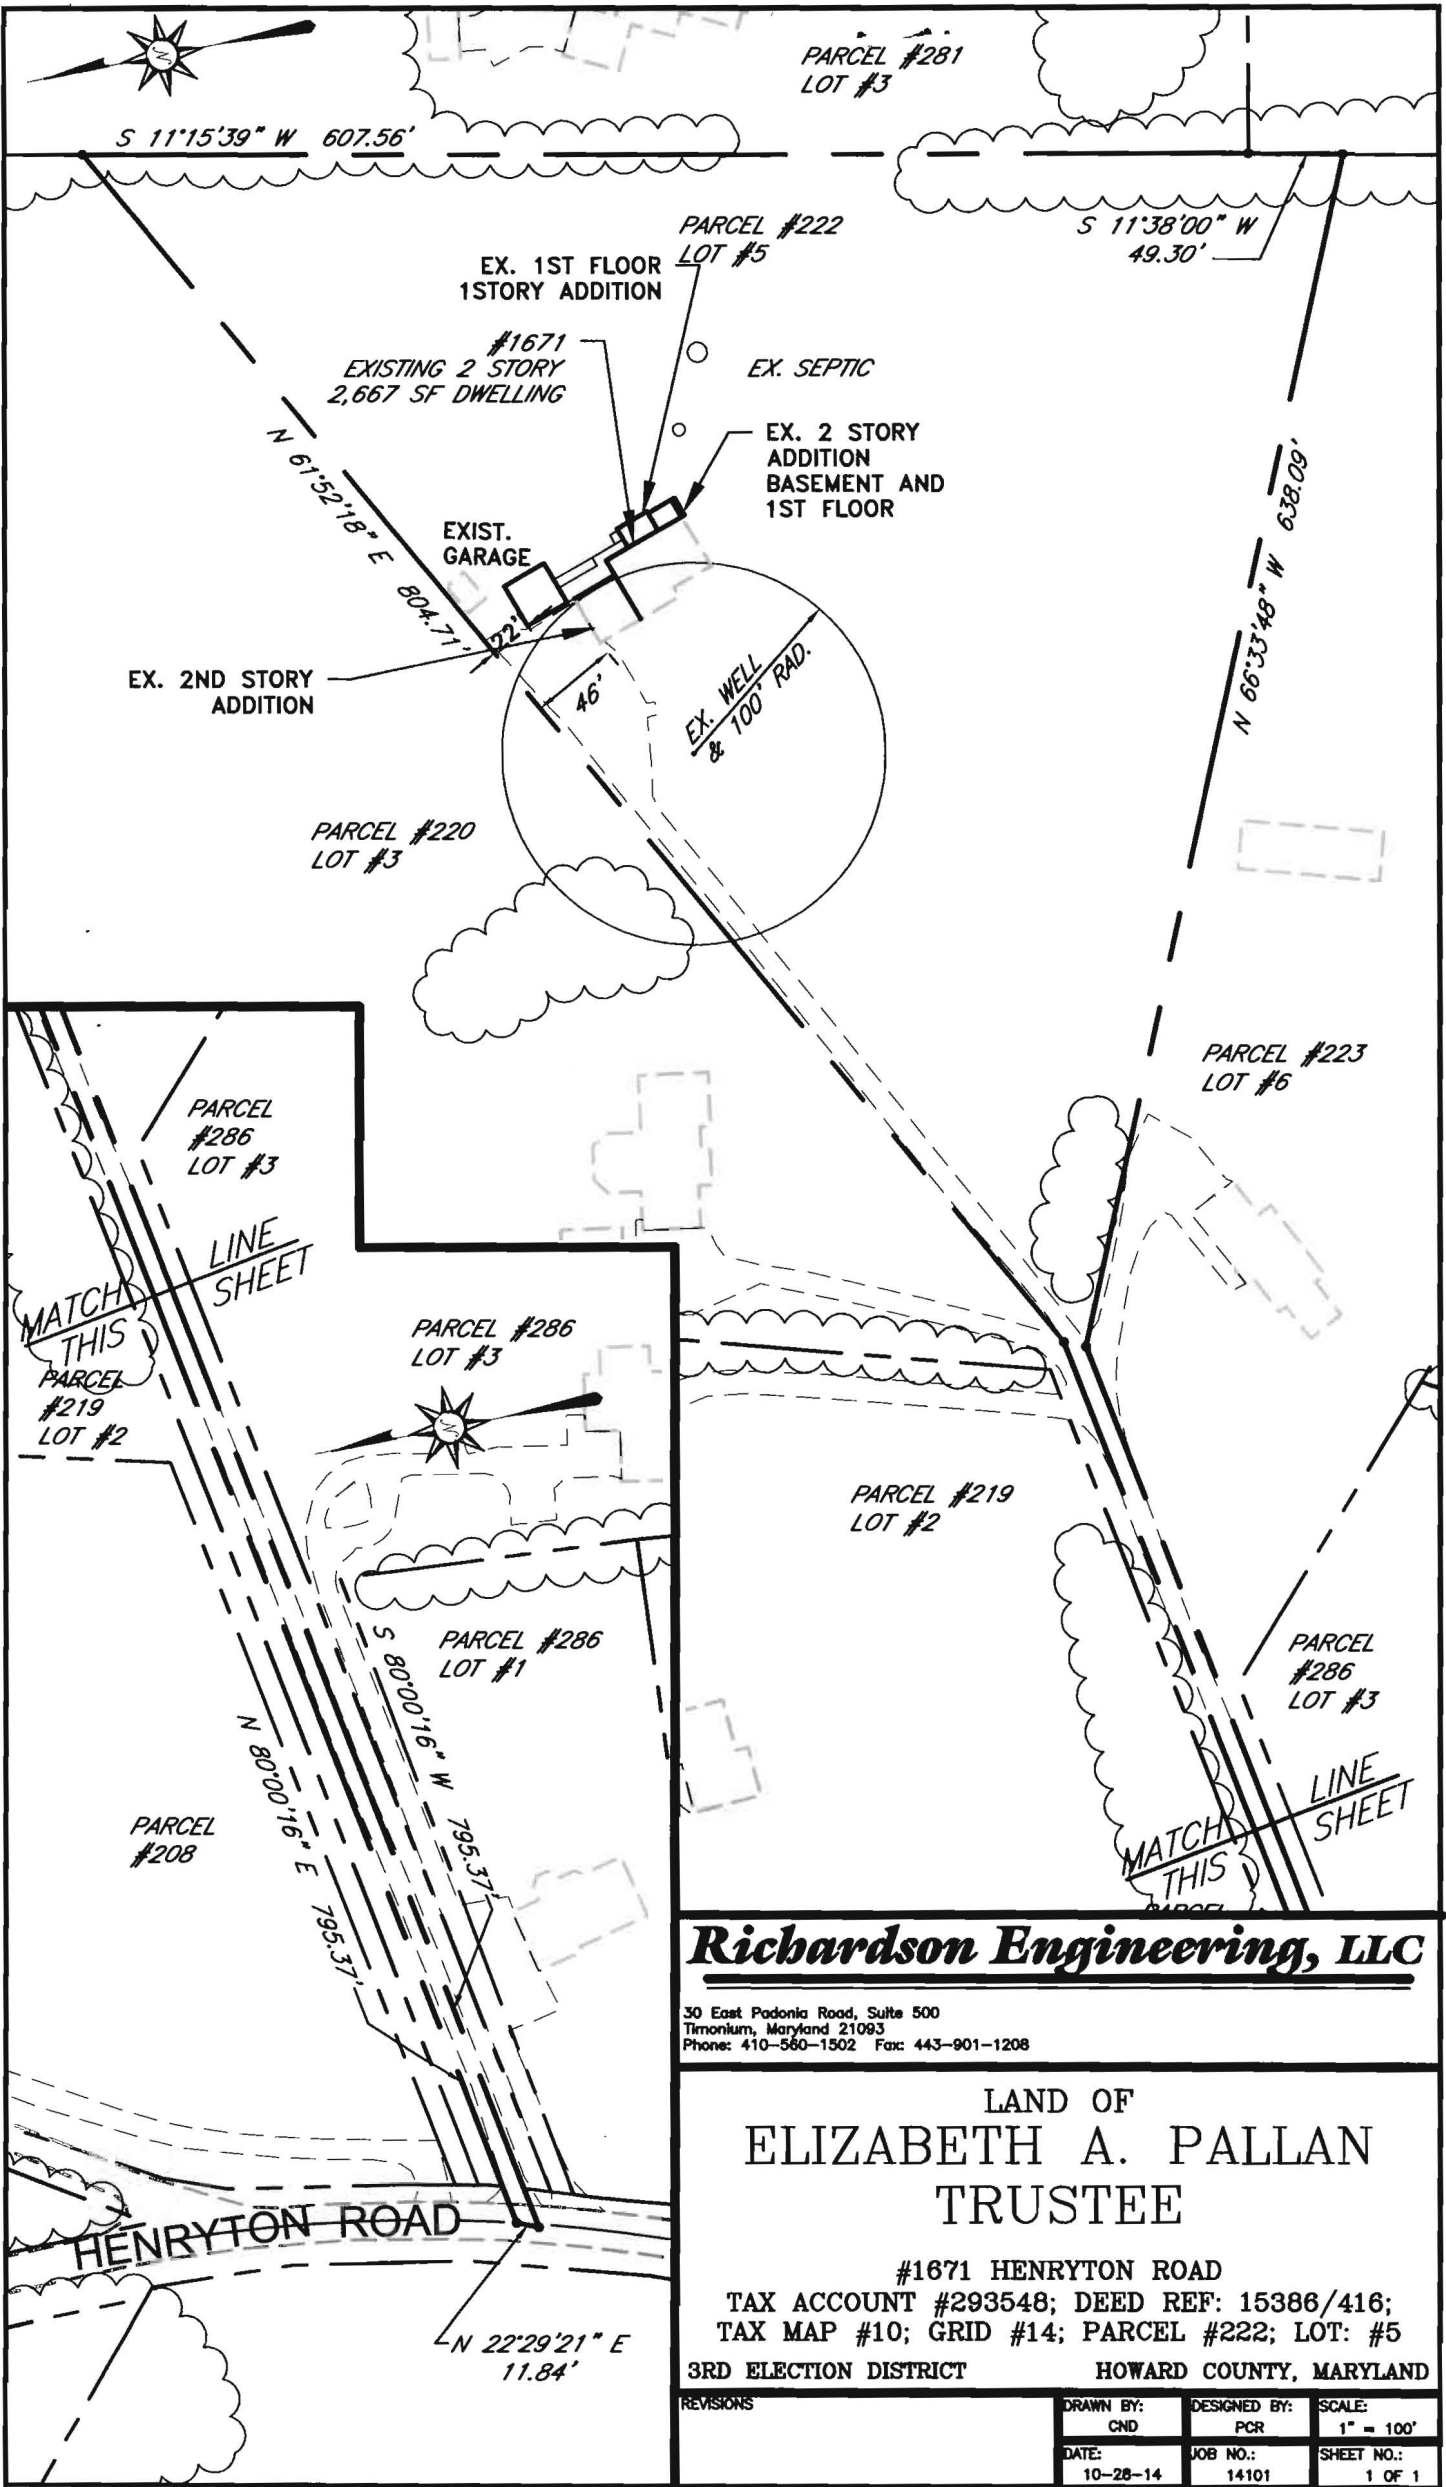 PARCEL #281
LOT #3
S 11°15'39" W 607.56'
S 11°38'00" W
49.30'
PARCEL #222
LOT #5
EX. 1ST FLOOR
1STORY ADDITION
#1671
EXISTING 2 STORY
2,667 SF DWELLING
EX. SEPTIC
EX. 2 STORY
ADDITION
BASEMENT AND
1ST FLOOR
N 61°52'18" E 804.71'
EXIST.
GARAGE
22'
EX. 2ND STORY
ADDITION
46'
EX. WELL
& 100' RAD.
N 66°33'48" W 638.09'
PARCEL #220
LOT #3
PARCEL #223
LOT #6
PARCEL
#286
LOT #3
MATCH LINE
THIS SHEET
PARCEL
#219
LOT #2
PARCEL #286
LOT #3
N
PARCEL #286
LOT #1
S 80°00'16" W 795.37'
N 80°00'16" E 795.37'
PARCEL
#208
HENRYTON ROAD
N 22°29'21" E
11.84'
PARCEL #219
LOT #2
PARCEL
#286
LOT #3
MATCH LINE
THIS SHEET
PARCEL
Richardson Engineering, LLC
30 East Padonia Road, Suite 500
Timonium, Maryland 21093
Phone: 410-560-1502 Fax: 443-901-1208
LAND OF
ELIZABETH A. PALLAN
TRUSTEE
#1671 HENRYTON ROAD
TAX ACCOUNT #293548; DEED REF: 15386/416;
TAX MAP #10; GRID #14; PARCEL #222; LOT: #5
3RD ELECTION DISTRICT HOWARD COUNTY, MARYLAND
REVISIONS
DRAWN BY:
CND
DESIGNED BY:
PCR
SCALE:
1" = 100'
DATE:
10-28-14
JOB NO.:
14101
SHEET NO.:
1 OF 1